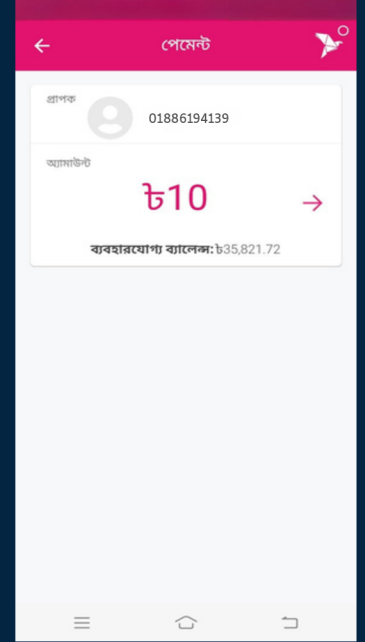 পেমেন্ট
প্রাপক
01886194139
অ্যামাউন্ট
৳10
ব্যবহারযোগ্য ব্যালেন্স: ৳35,821.72